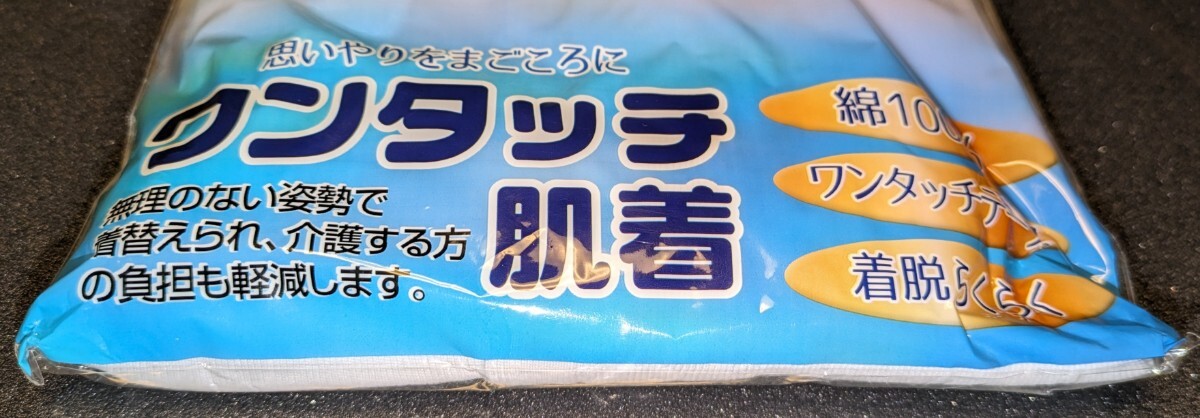 思いやりをまごころに
ワンタッチ
肌着
無理のない姿勢で
着替えられ、介護する方
の負担も軽減します。
綿100%
ワンタッチテープ
着脱らくらく